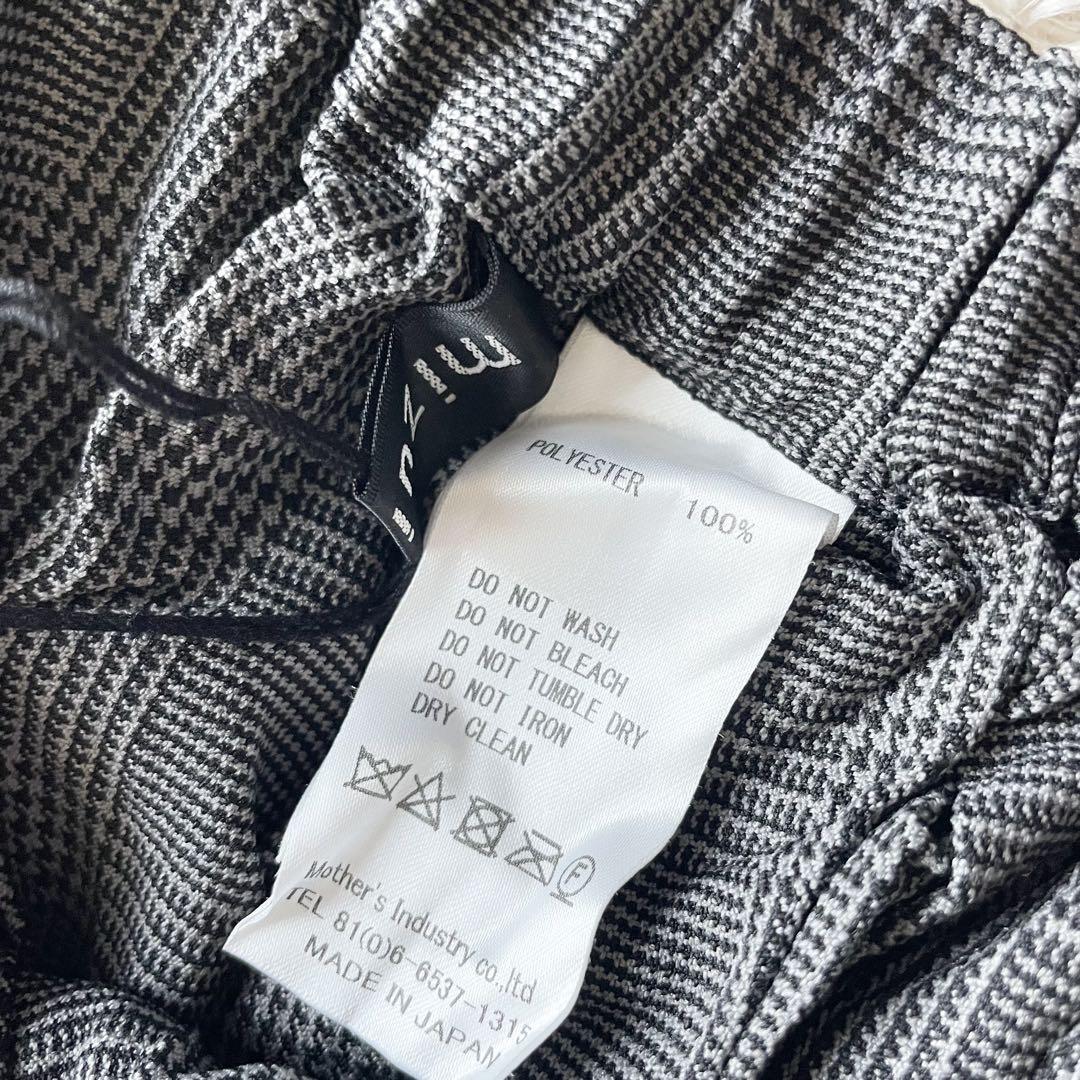 POLYESTER 100%
DO NOT WASH
DO NOT BLEACH
DO NOT TUMBLE DRY
DO NOT IRON
DRY CLEAN
F
Mother's Industry co.,ltd
TEL 81(0)6-6537-1315
MADE IN JAPAN